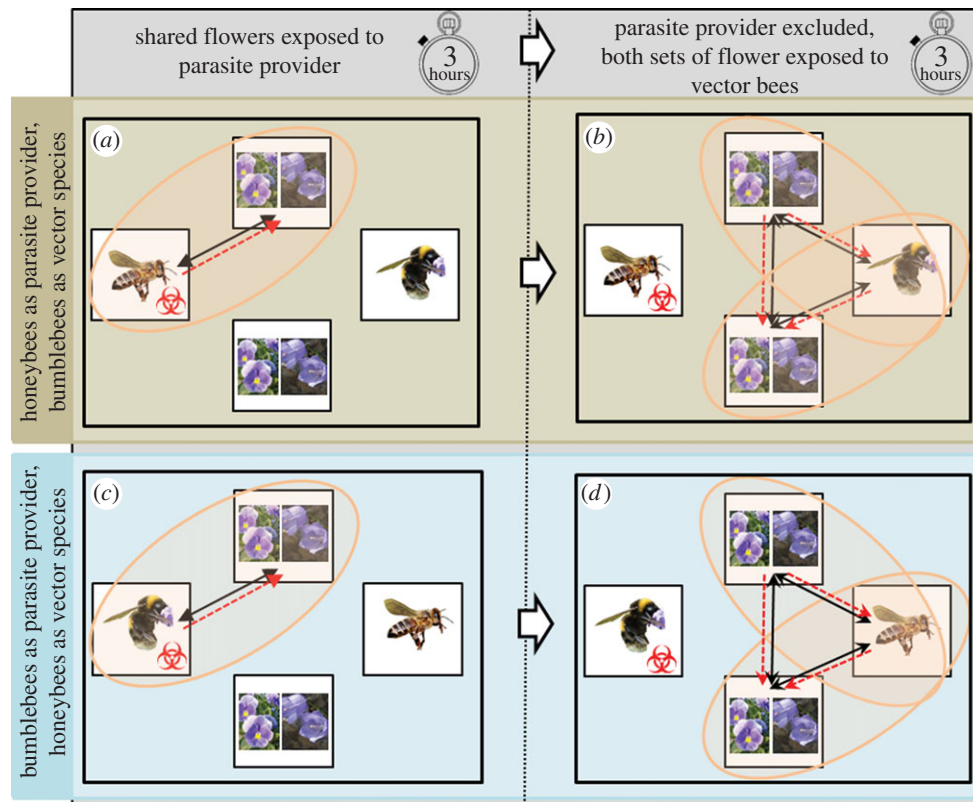 shared flowers exposed to
parasite provider
3
hours
parasite provider excluded,
both sets of flower exposed to
vector bees
3
hours
honeybees as parasite provider,
bumblebees as vector species
(a)
(b)
bumblebees as parasite provider,
honeybees as vector species
(c)
(d)